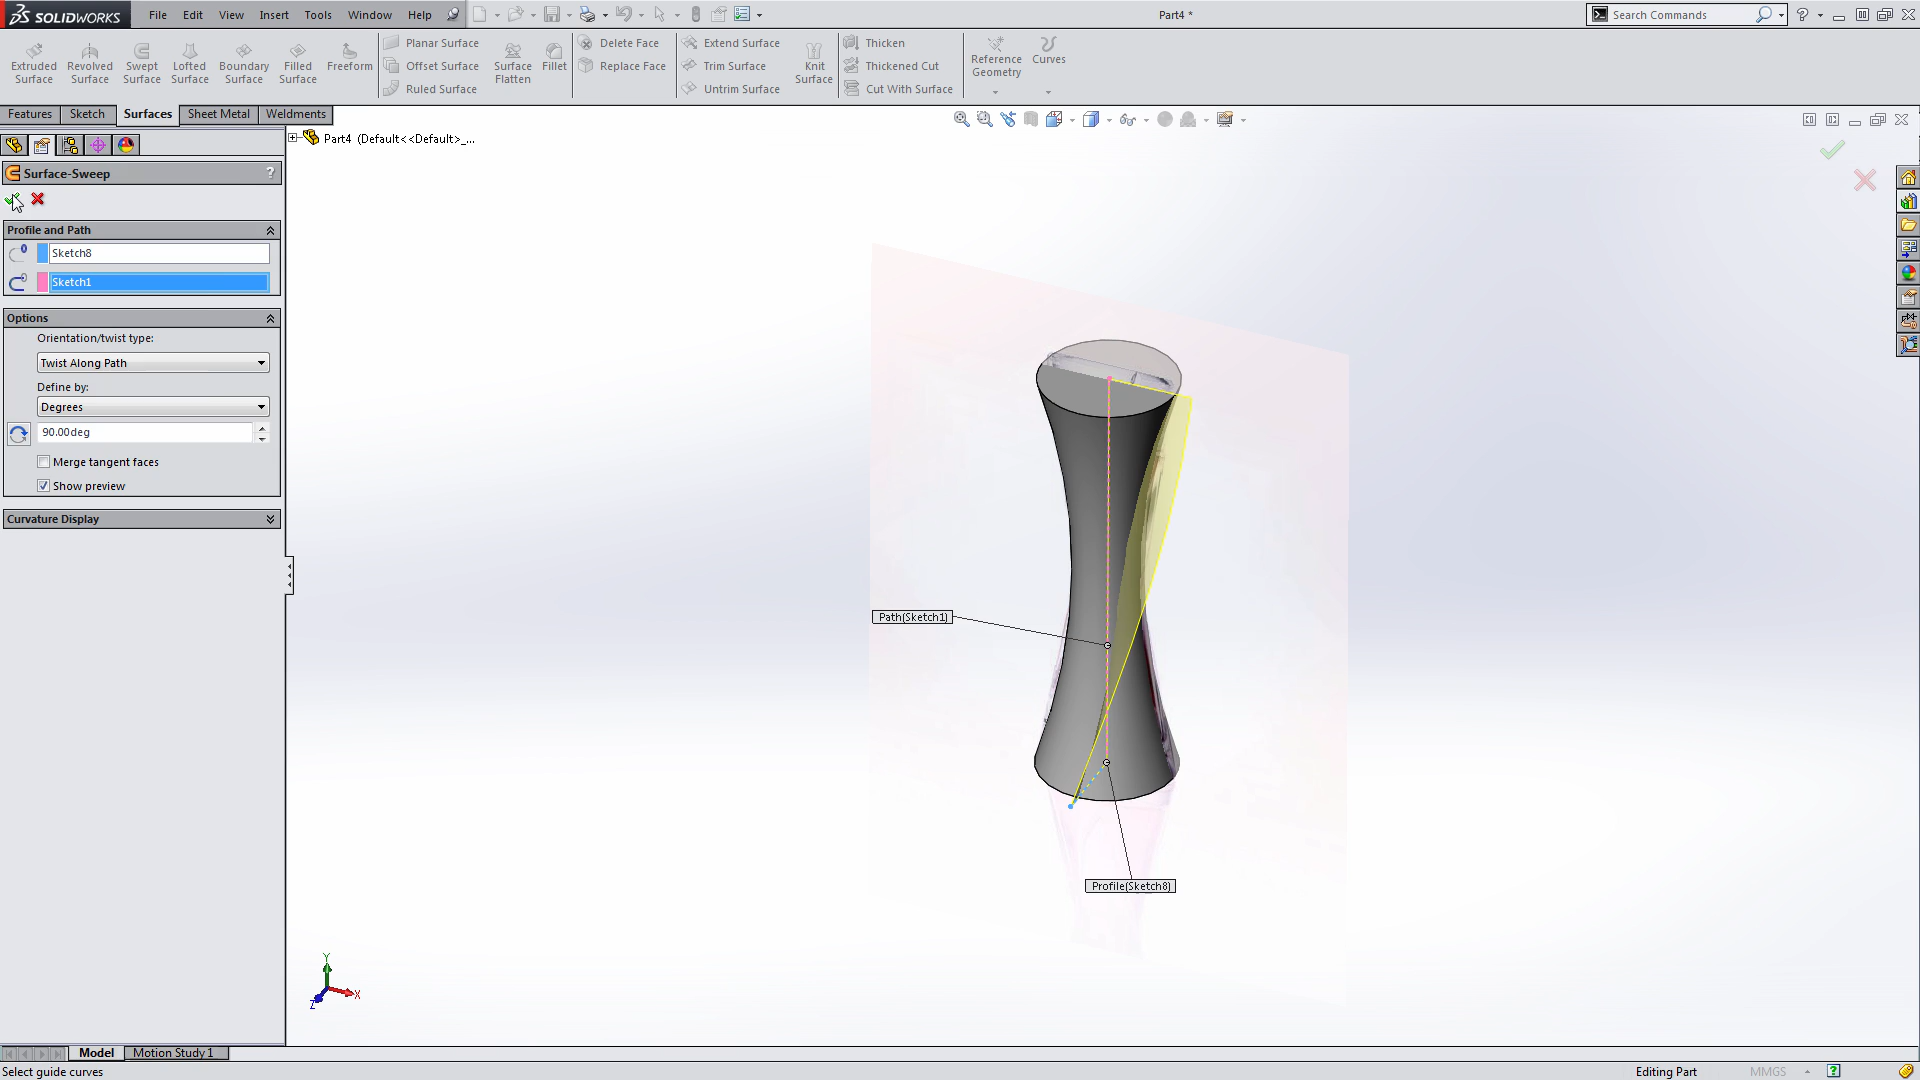 SOLIDWORKS File Edit View Insert Tools Window Help Part4 * Search Commands ?
Extruded Surface
Revolved Surface
Swept Surface
Lofted Surface
Boundary Surface
Filled Surface
Freeform
Planar Surface
Offset Surface
Ruled Surface
Surface Flatten
Fillet
Delete Face
Replace Face
Extend Surface
Trim Surface
Untrim Surface
Knit Surface
Thicken
Thickened Cut
Cut With Surface
Reference Geometry
Curves
Features Sketch Surfaces Sheet Metal Weldments
Part4 (Default<<Default>_...
Surface-Sweep ?
Profile and Path
Sketch8
Sketch1
Options
Orientation/twist type:
Twist Along Path
Define by:
Degrees
90.00deg
Merge tangent faces
Show preview
Curvature Display
Path(Sketch1)
Profile(Sketch8)
Y
X
Z
Model Motion Study 1
Select guide curves Editing Part MMGS ?